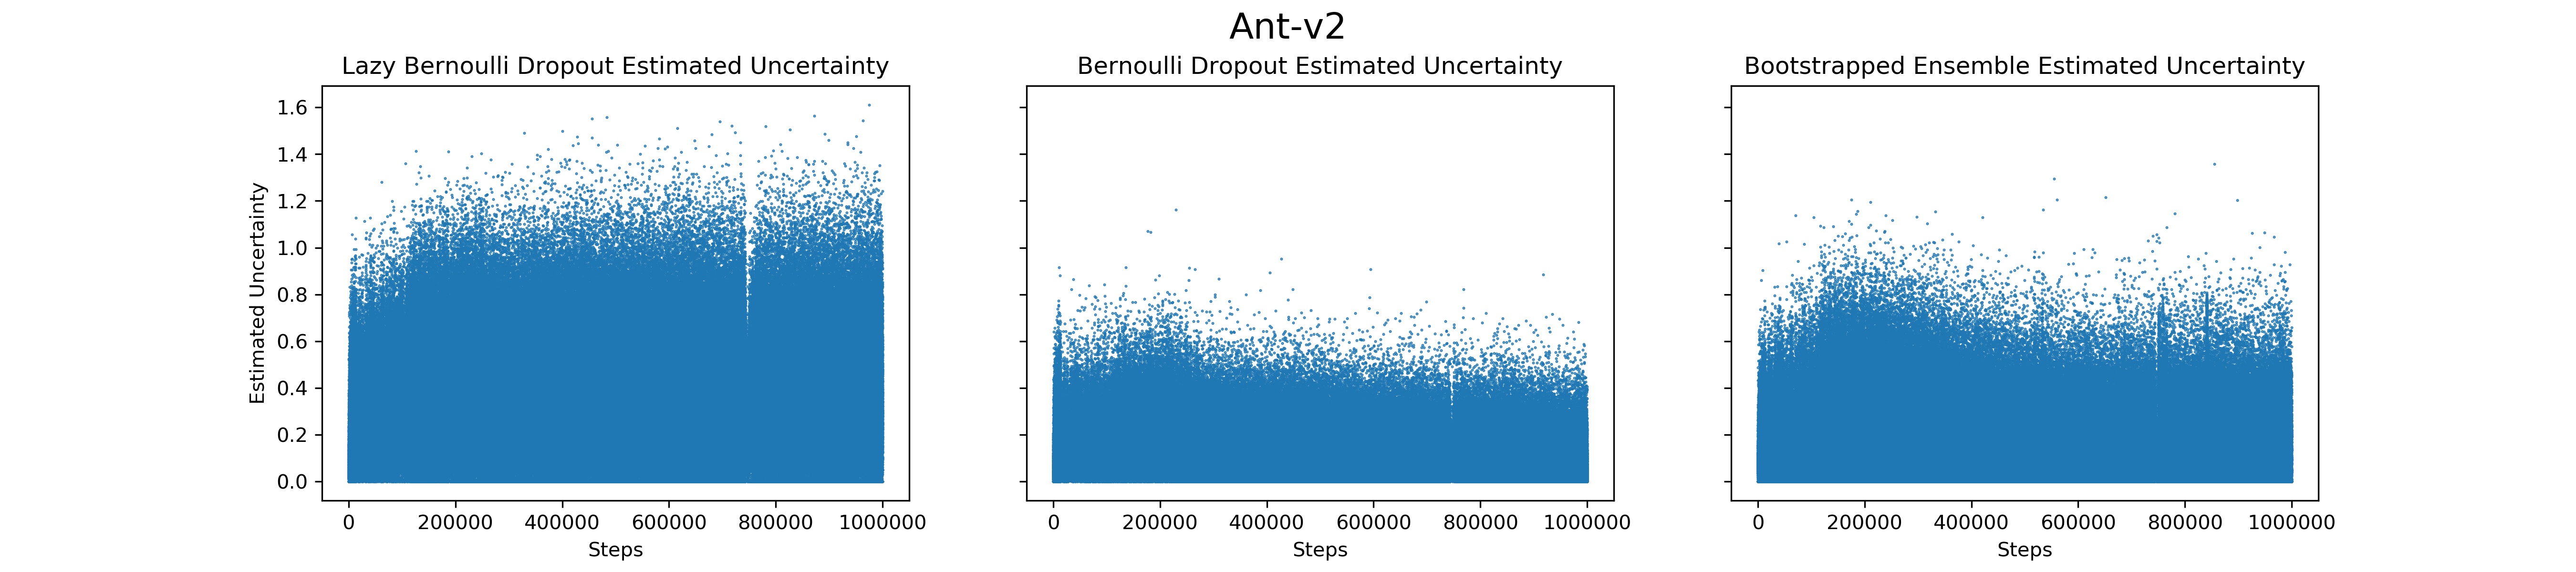 Ant-v2
Lazy Bernoulli Dropout Estimated Uncertainty
Bernoulli Dropout Estimated Uncertainty
Bootstrapped Ensemble Estimated Uncertainty
Estimated Uncertainty
1.6
1.4
1.2
1.0
0.8
0.6
0.4
0.2
0.0
0 200000 400000 600000 800000 1000000
0 200000 400000 600000 800000 1000000
0 200000 400000 600000 800000 1000000
Steps
Steps
Steps